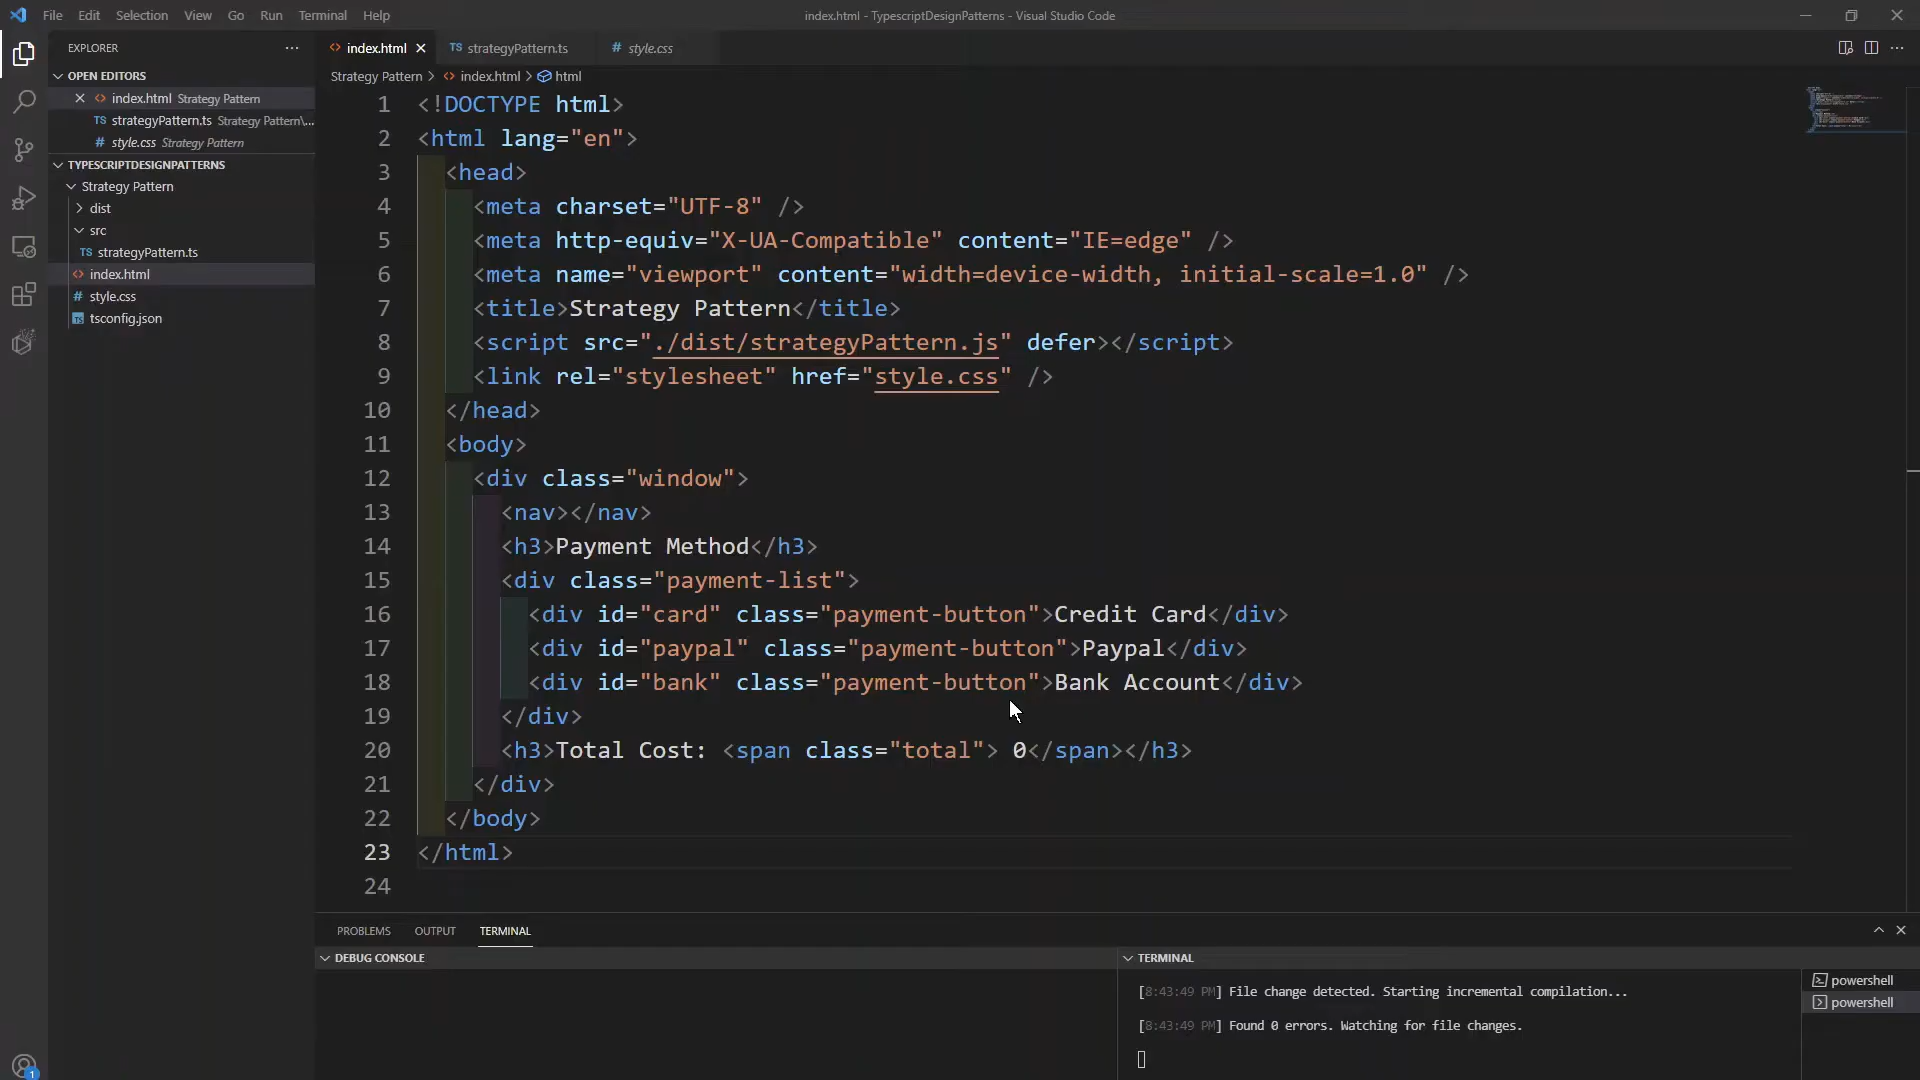 File Edit Selection View Go Run Terminal Help
index.html - TypescriptDesignPatterns - Visual Studio Code
EXPLORER
OPEN EDITORS
index.html Strategy Pattern
TS strategyPattern.ts Strategy Pattern\...
# style.css Strategy Pattern
TYPESCRIPTDESIGNPATTERNS
Strategy Pattern
dist
src
TS strategyPattern.ts
index.html
# style.css
TS tsconfig.json
1
index.html
TS strategyPattern.ts
# style.css
Strategy Pattern > index.html > html
1 <!DOCTYPE html>
2 <html lang="en">
3 <head>
4 <meta charset="UTF-8" />
5 <meta http-equiv="X-UA-Compatible" content="IE=edge" />
6 <meta name="viewport" content="width=device-width, initial-scale=1.0" />
7 <title>Strategy Pattern</title>
8 <script src="./dist/strategyPattern.js" defer></script>
9 <link rel="stylesheet" href="style.css" />
10 </head>
11 <body>
12 <div class="window">
13 <nav></nav>
14 <h3>Payment Method</h3>
15 <div class="payment-list">
16 <div id="card" class="payment-button">Credit Card</div>
17 <div id="paypal" class="payment-button">Paypal</div>
18 <div id="bank" class="payment-button">Bank Account</div>
19 </div>
20 <h3>Total Cost: <span class="total"> 0</span></h3>
21 </div>
22 </body>
23 </html>
24
PROBLEMS OUTPUT TERMINAL
DEBUG CONSOLE
TERMINAL
[8:43:49 PM] File change detected. Starting incremental compilation...
[8:43:49 PM] Found 0 errors. Watching for file changes.
powershell
powershell